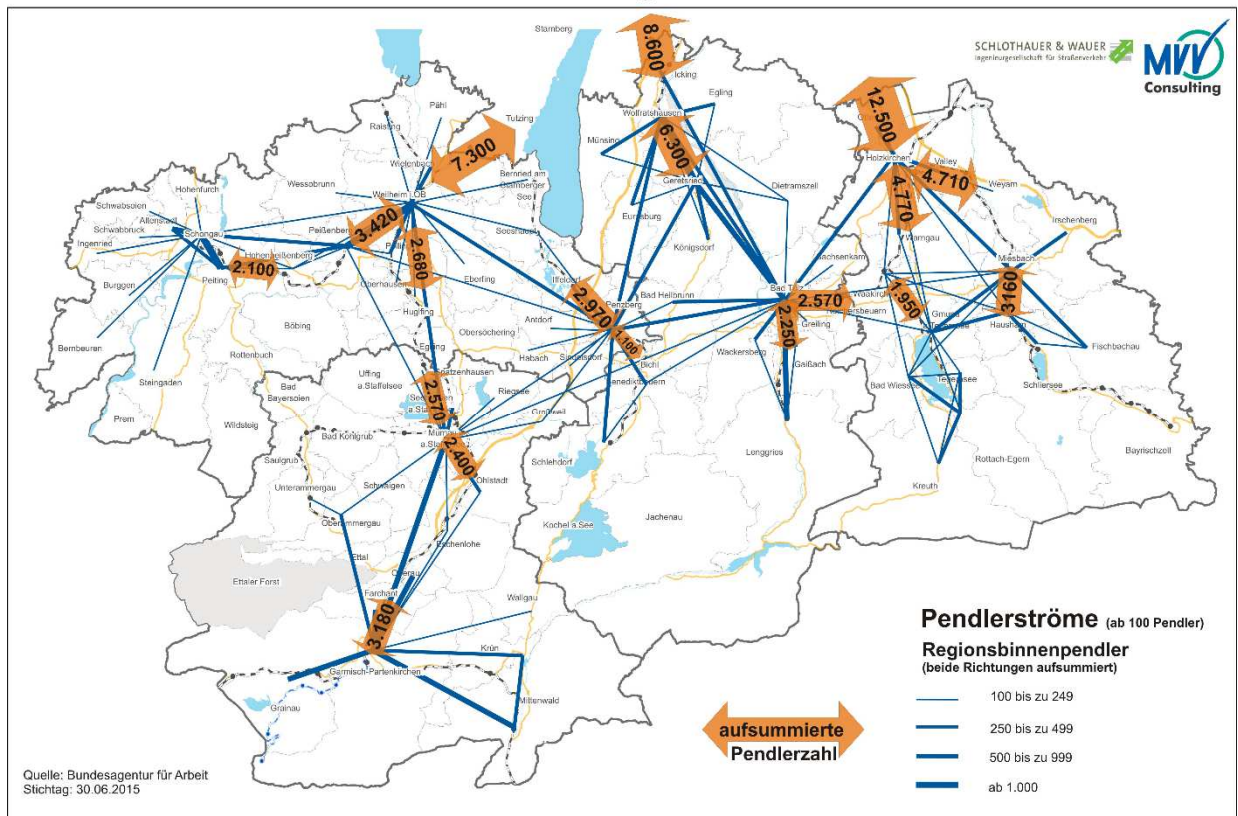 Starnberg
8.600
SCHLOTHAUER & WAUER
Ingenieurgesellschaft für Straßenverkehr
MVV
Consulting
Icking
Egling
Pähl
Raisting
Tutzing
Wolfratshausen
12.500
Münsing
6.300
7.300
Wielenbach
Holzkirchen
Valley
4.710
Weyarn
Bernried am
Starnberger
See
Hohenfurch
Wessobrunn
Weilheim i.OB
Geretsried
Dietramszell
4.770
Schwabsoien
Altenstadt
Schwabbruck
Schongau
Ingenried
3.420
Peißenberg
Seeshaupt
Eurasburg
Irschenberg
Warngau
Königsdorf
Hohenpeißenberg
2.680
2.100
Peiting
Eberfing
Sachsenkam
Miesbach
Iffeldorf
Oberhausen
Burggen
2.970
Penzberg
Bad Heilbrunn
Bad Tölz
2.570
Waakirchen
1.950
3160
Antdorf
Huglfing
Böbing
Obersöchering
Greiling
Gmund
Hausham
Bernbeuren
Habach
Sindelsdorf
Bichl
Wackersberg
2.250
Gaißach
Fischbachau
Rottenbuch
Steingaden
Uffing
a.Staffelsee
Spatzenhausen
Riegsee
Benediktbeuern
Bad Wiessee
Tegernsee
Schliersee
Bad
Bayersoien
2.570
Prem
Wildsteig
Bad Kohlgrub
2.400
Saulgrub
Schlehdorf
Lenggries
Rottach-Egern
Bayrischzell
Unterammergau
Schwaigen
Ohlstadt
Kreuth
Oberammergau
Kochel a.See
Jachenau
Eschenlohe
Ettal
Ettaler Forst
Oberau
Farchant
3.180
Wallgau
Krün
Garmisch-Partenkirchen
Grainau
Mittenwald
Pendlerströme (ab 100 Pendler)
Regionsbinnenpendler
(beide Richtungen aufsummiert)
100 bis zu 249
250 bis zu 499
500 bis zu 999
ab 1.000
aufsummierte
Pendlerzahl
Quelle: Bundesagentur für Arbeit
Stichtag: 30.06.2015